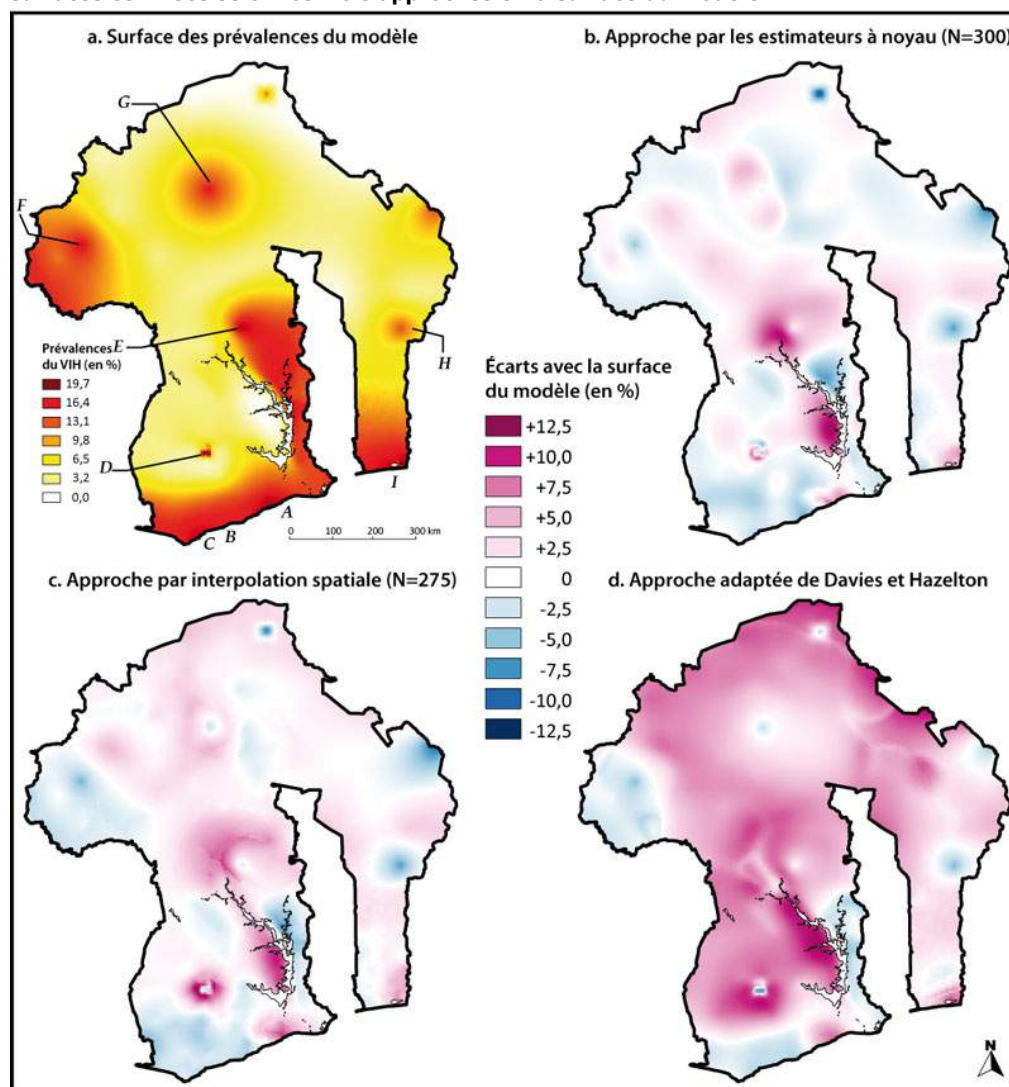 a. Surface des prévalences du modèle
G
F
E
H
D
I
A
B
C
Prévalences
du VIH (en %)
19,7
16,4
13,1
9,8
6,5
3,2
0,0
0 100 200 300 km
b. Approche par les estimateurs à noyau (N=300)
Écarts avec la surface
du modèle (en %)
+12,5
+10,0
+7,5
+5,0
+2,5
0
-2,5
-5,0
-7,5
-10,0
-12,5
c. Approche par interpolation spatiale (N=275)
d. Approche adaptée de Davies et Hazelton
N